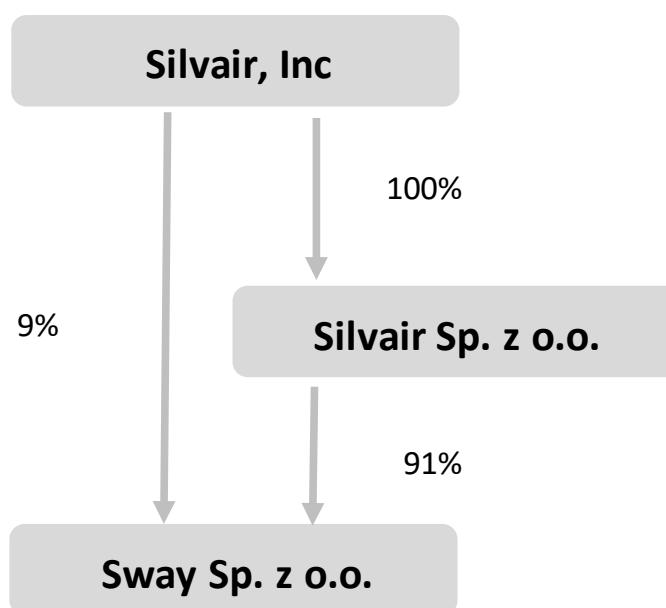 Silvair, Inc
100%
9%
Silvair Sp. z o.o.
91%
Sway Sp. z o.o.